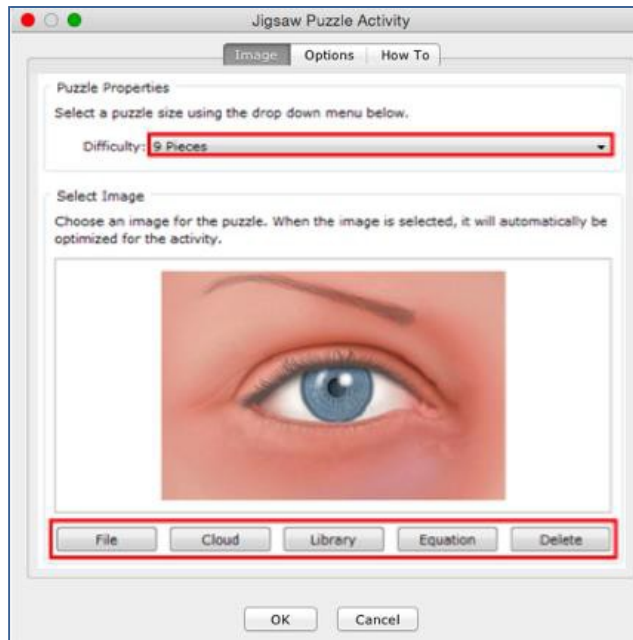 Jigsaw Puzzle Activity
Image Options How To
Puzzle Properties
Select a puzzle size using the drop down menu below.
Difficulty: 9 Pieces
Select Image
Choose an image for the puzzle. When the image is selected, it will automatically be
optimized for the activity.
File Cloud Library Equation Delete
OK Cancel